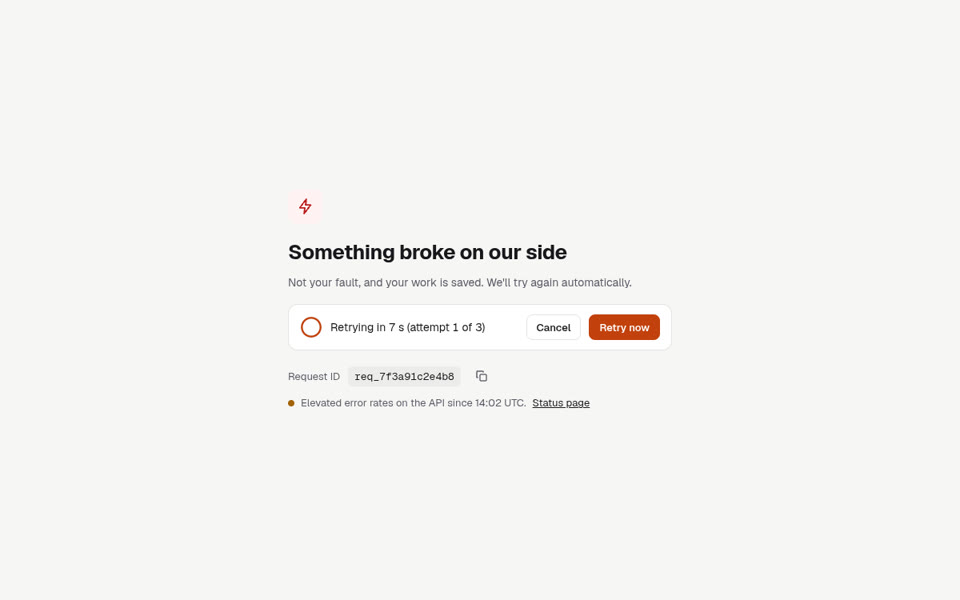 Something broke on our side
Not your fault, and your work is saved. We'll try again automatically.
Retrying in 7 s (attempt 1 of 3)
Cancel
Retry now
Request ID req_7f3a91c2e4b8
Elevated error rates on the API since 14:02 UTC. Status page